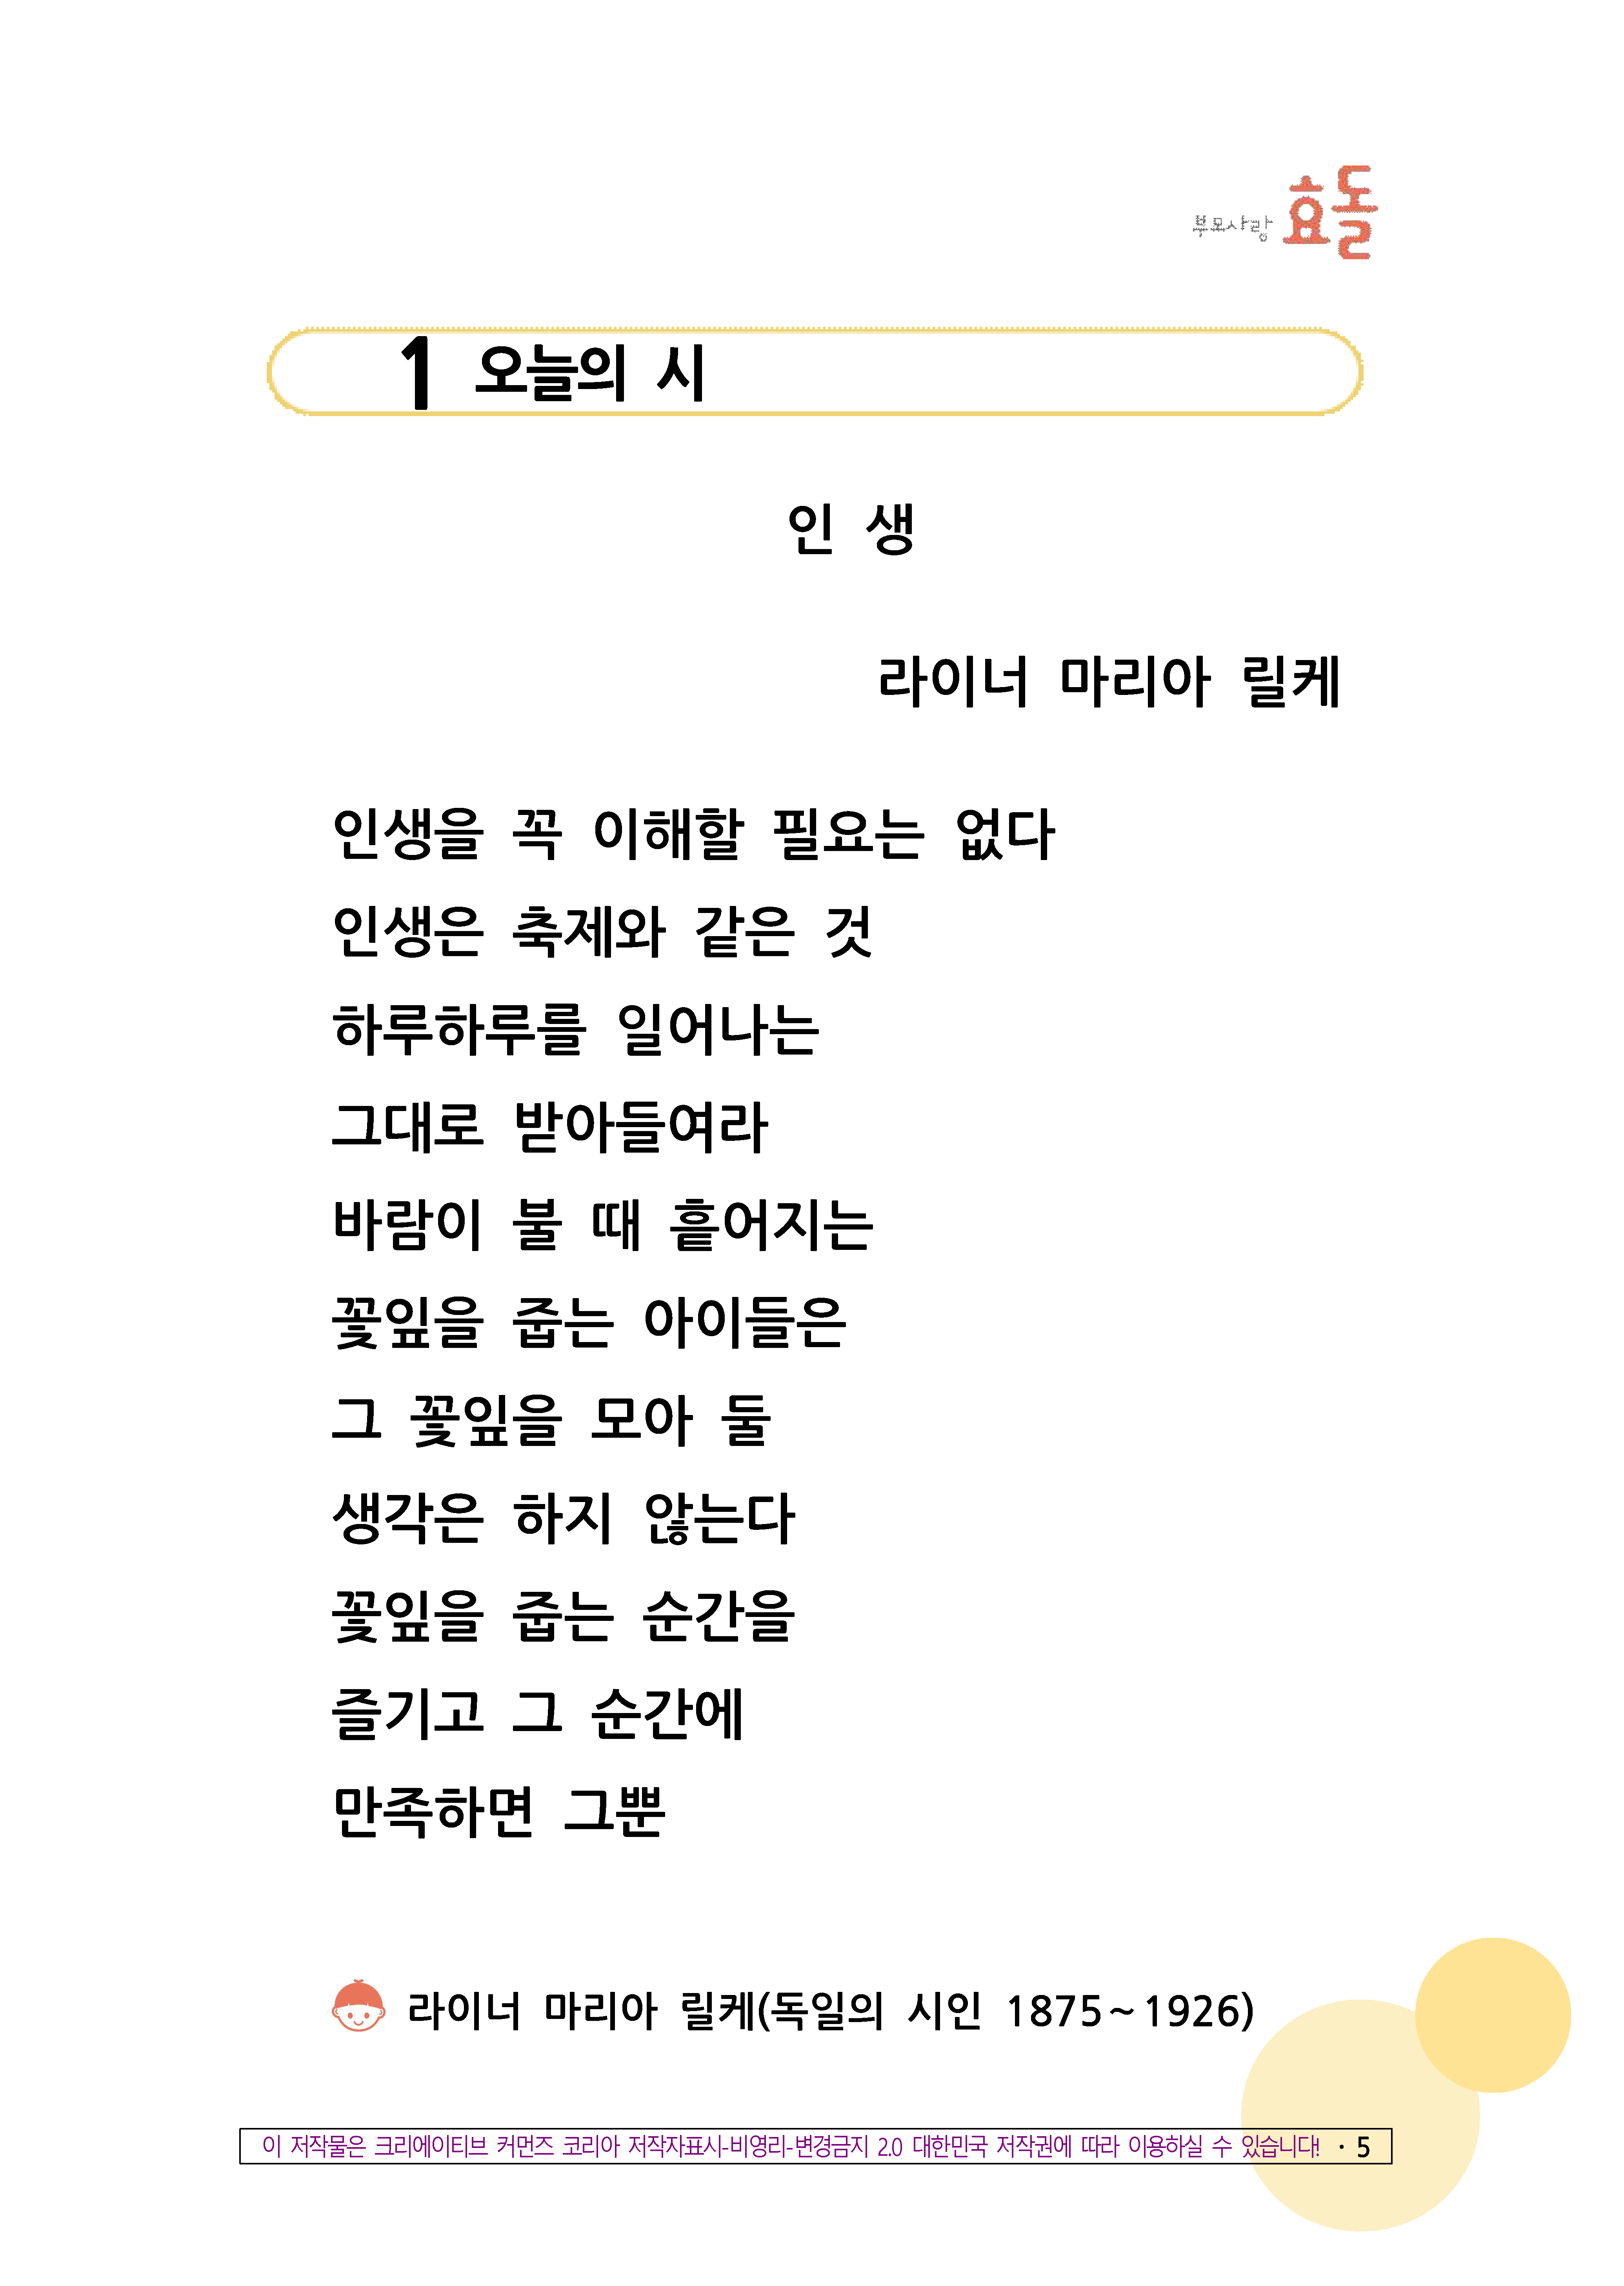 부모사랑 효돌
1 오늘의 시
인 생
라이너 마리아 릴케
인생을 꼭 이해할 필요는 없다
인생은 축제와 같은 것
하루하루를 일어나는
그대로 받아들여라
바람이 불 때 흩어지는
꽃잎을 줍는 아이들은
그 꽃잎을 모아 둘
생각은 하지 않는다
꽃잎을 줍는 순간을
즐기고 그 순간에
만족하면 그뿐
라이너 마리아 릴케(독일의 시인 1875~1926)
이 저작물은 크리에이티브 커먼즈 코리아 저작자표시-비영리-변경금지 2.0 대한민국 저작권에 따라 이용하실 수 있습니다! · 5